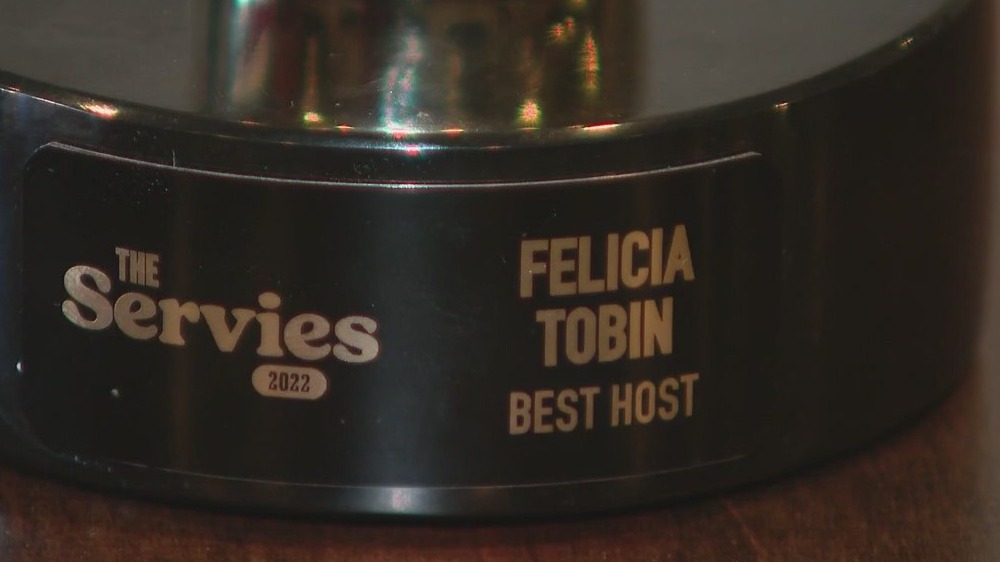 THE
Servies
2022
FELICIA
TOBIN
BEST HOST